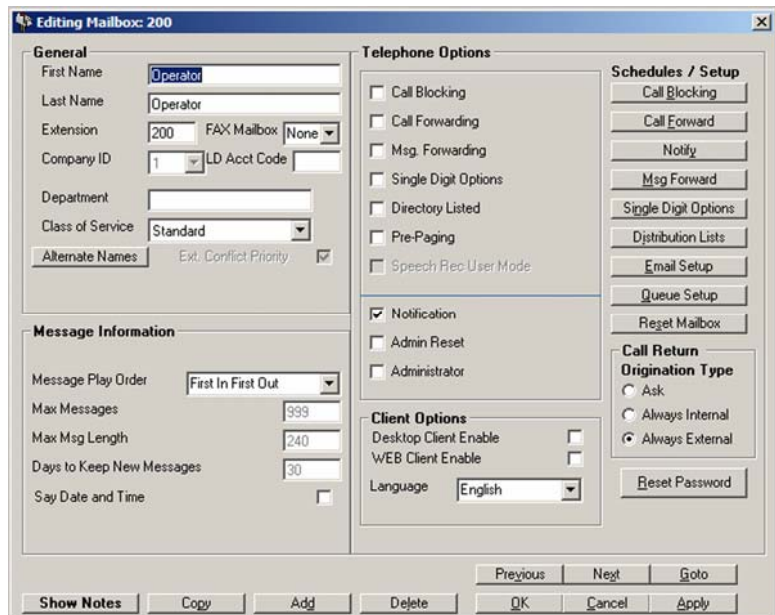 Editing Mailbox: 200
General
First Name Operator
Last Name Operator
Extension 200 FAX Mailbox None
Company ID 1 LD Acct Code
Department
Class of Service Standard
Alternate Names Ext. Conflict Priority
Message Information
Message Play Order First In First Out
Max Messages 999
Max Msg Length 240
Days to Keep New Messages 30
Say Date and Time
Telephone Options
Call Blocking
Call Forwarding
Msg. Forwarding
Single Digit Options
Directory Listed
Pre-Paging
Speech Rec User Mode
Notification
Admin Reset
Administrator
Client Options
Desktop Client Enable
WEB Client Enable
Language English
Schedules / Setup
Call Blocking
Call Forward
Notify
Msg Forward
Single Digit Options
Distribution Lists
Email Setup
Queue Setup
Reset Mailbox
Call Return
Origination Type
Ask
Always Internal
Always External
Reset Password
Previous Next Goto
Show Notes Copy Add Delete OK Cancel Apply